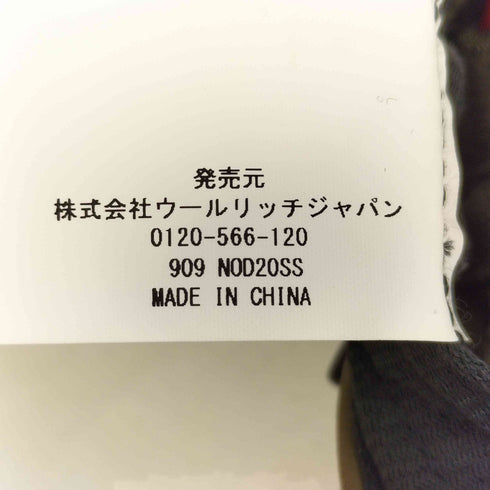 発売元
株式会社ウールリッチジャパン
0120-566-120
909 NOD20SS
MADE IN CHINA